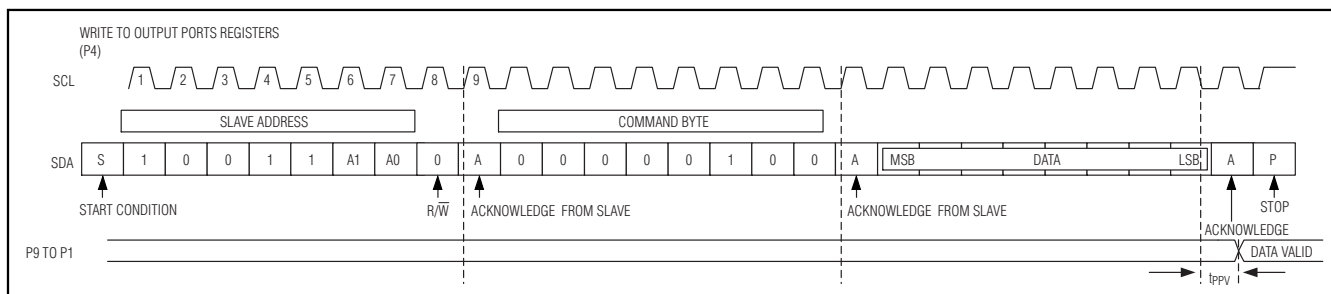 WRITE TO OUTPUT PORTS REGISTERS
(P4)
SCL 1 2 3 4 5 6 7 8 9
SLAVE ADDRESS COMMAND BYTE
SDA S 1 0 0 1 1 A1 A0 0 A 0 0 0 0 0 1 0 0 A MSB DATA LSB A P
START CONDITION R/W̅ ACKNOWLEDGE FROM SLAVE ACKNOWLEDGE FROM SLAVE STOP
ACKNOWLEDGE
P9 TO P1 DATA VALID
tPPV